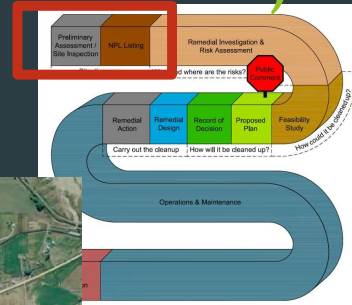 Preliminary
Assessment /
Site Inspection
NPL Listing
Remedial Investigation &
Risk Assessment
nd where are the risks?
Public
Comment
Remedial
Action
Remedial
Design
Record of
Decision
Proposed
Plan
Feasibility
Study
Carry out the cleanup
How will it be cleaned up?
How could it be cleaned up?
Operations & Maintenance
on